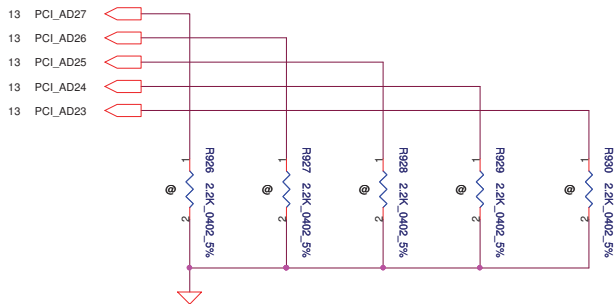 13 PCI_AD27
13 PCI_AD26
13 PCI_AD25
13 PCI_AD24
13 PCI_AD23
1
R926
2.2K_0402_5%
@
2
1
R927
2.2K_0402_5%
@
2
1
R928
2.2K_0402_5%
@
2
1
R929
2.2K_0402_5%
@
2
1
R930
2.2K_0402_5%
@
2